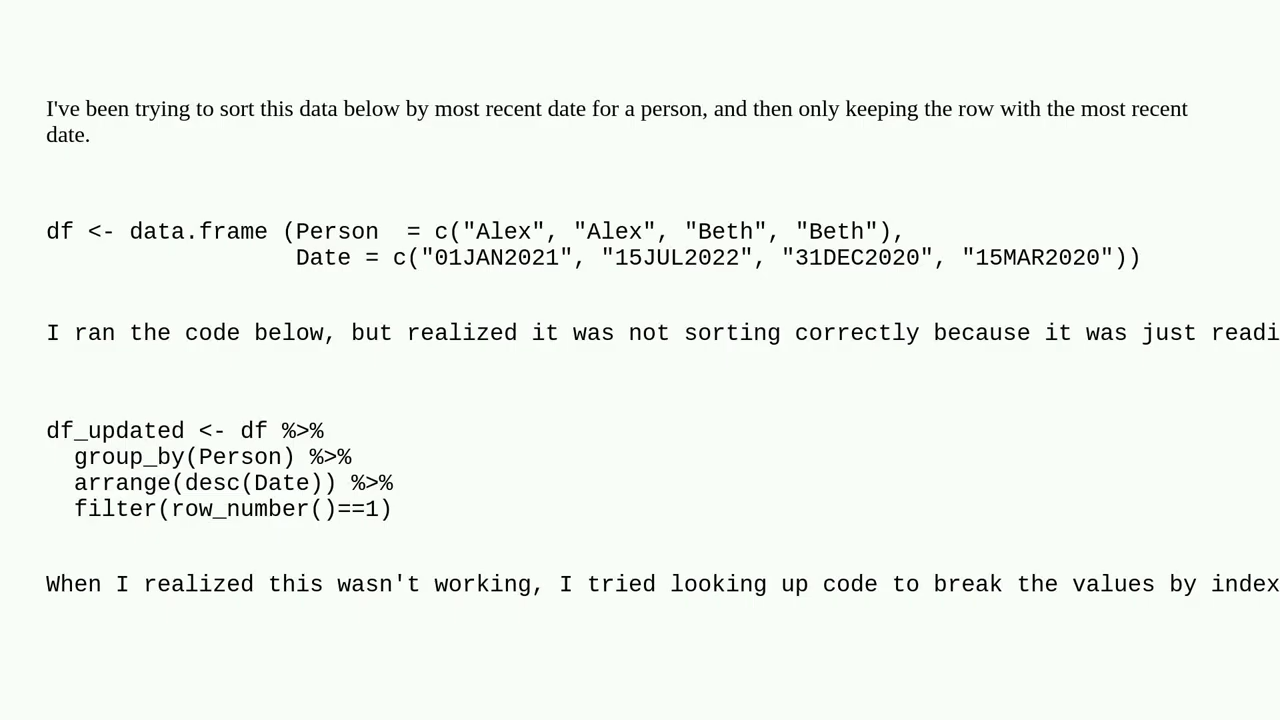 I've been trying to sort this data below by most recent date for a person, and then only keeping the row with the most recent
date.
df <- data.frame (Person  = c("Alex", "Alex", "Beth", "Beth"),
                  Date = c("01JAN2021", "15JUL2022", "31DEC2020", "15MAR2020"))
I ran the code below, but realized it was not sorting correctly because it was just readi
df_updated <- df %>%
  group_by(Person) %>%
  arrange(desc(Date)) %>%
  filter(row_number()==1)
When I realized this wasn't working, I tried looking up code to break the values by index